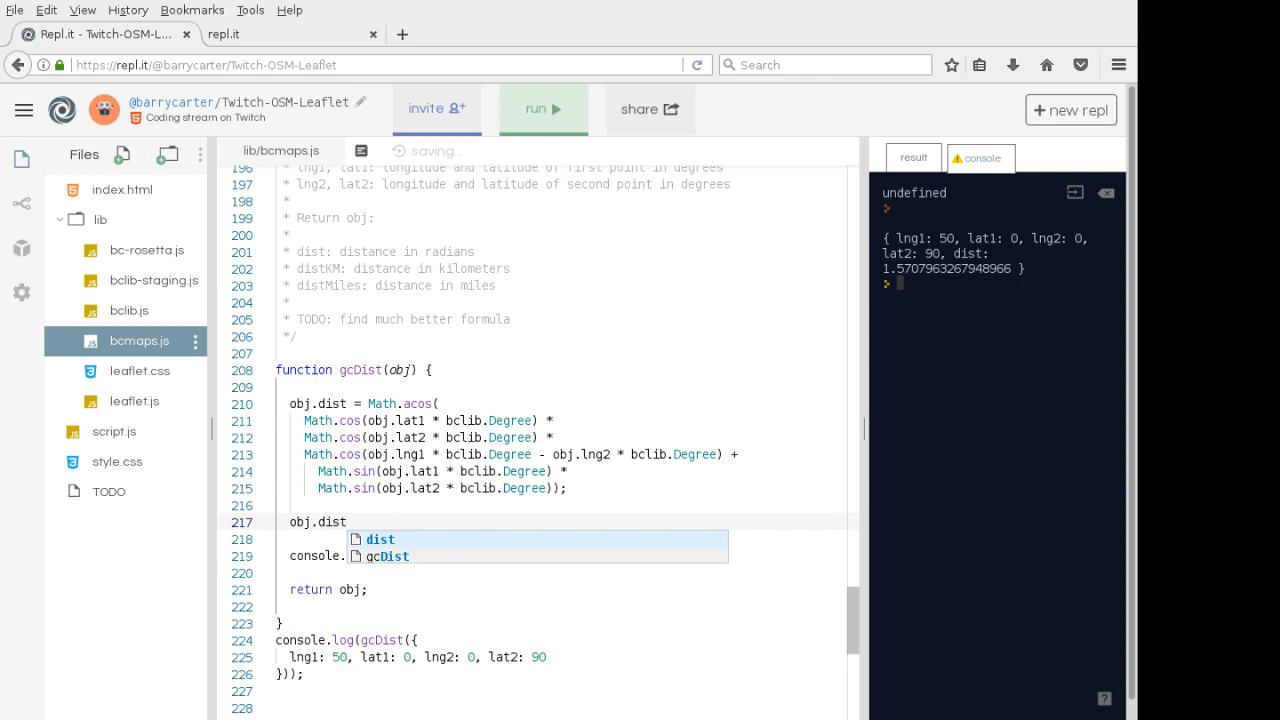 File Edit View History Bookmarks Tools Help
Repl.it - Twitch-OSM-L... × repl.it ×
https://repl.it/@barrycarter/Twitch-OSM-Leaflet Search
@barrycarter/Twitch-OSM-Leaflet
Coding stream on Twitch
invite
run
share
+ new repl
Files
index.html
lib
bc-rosetta.js
bclib-staging.js
bclib.js
bcmaps.js
leaflet.css
leaflet.js
script.js
style.css
TODO
lib/bcmaps.js saving...
196 * lng1, lat1: longitude and latitude of first point in degrees
197 * lng2, lat2: longitude and latitude of second point in degrees
198 *
199 * Return obj:
200 *
201 * dist: distance in radians
202 * distKM: distance in kilometers
203 * distMiles: distance in miles
204 *
205 * TODO: find much better formula
206 */
207
208 function gcDist(obj) {
209
210 obj.dist = Math.acos(
211 Math.cos(obj.lat1 * bclib.Degree) *
212 Math.cos(obj.lat2 * bclib.Degree) *
213 Math.cos(obj.lng1 * bclib.Degree - obj.lng2 * bclib.Degree) +
214 Math.sin(obj.lat1 * bclib.Degree) *
215 Math.sin(obj.lat2 * bclib.Degree));
216
217 obj.dist
218 dist
219 console. gcDist
220
221 return obj;
222
223 }
224 console.log(gcDist({
225 lng1: 50, lat1: 0, lng2: 0, lat2: 90
226 }));
227
228
result console
undefined
>
{ lng1: 50, lat1: 0, lng2: 0,
lat2: 90, dist:
1.5707963267948966 }
>
?